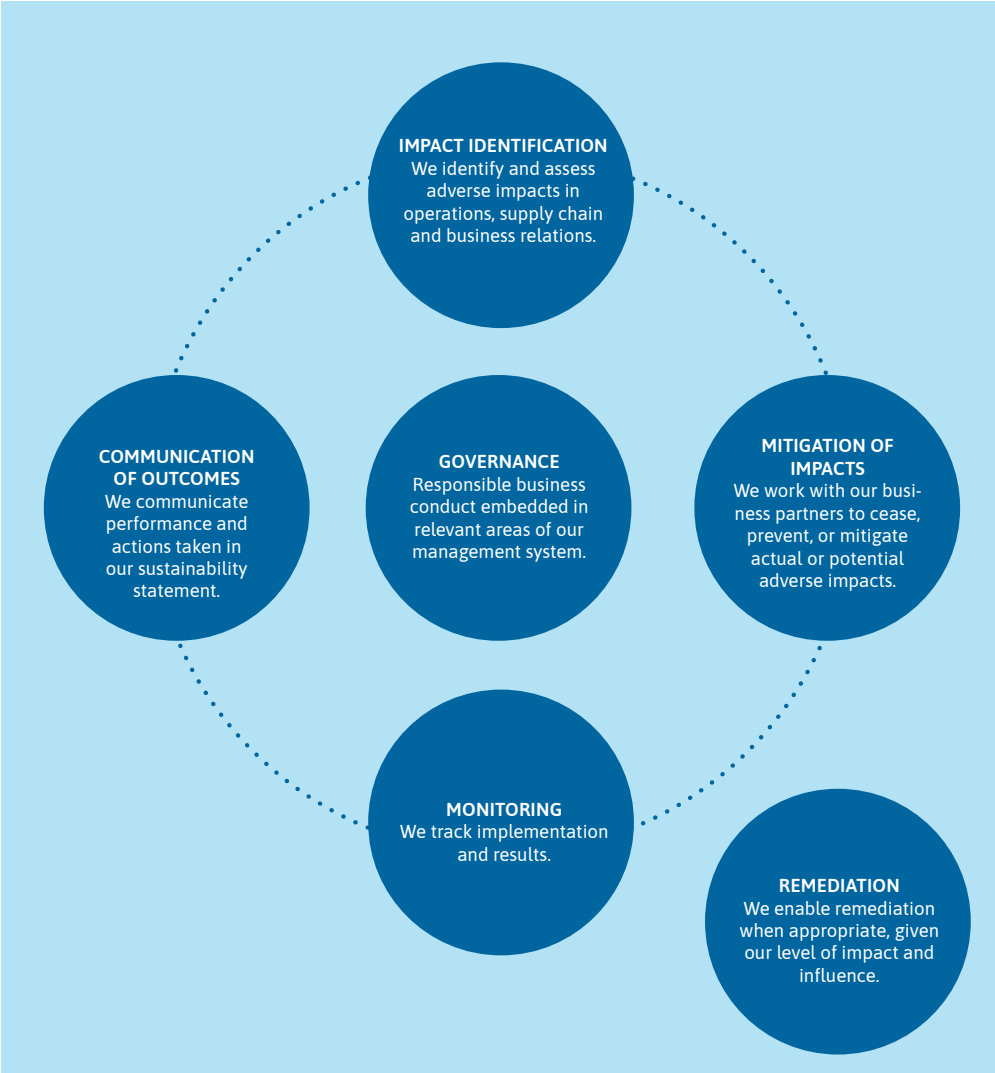 IMPACT IDENTIFICATION
We identify and assess
adverse impacts in
operations, supply chain
and business relations.
COMMUNICATION
OF OUTCOMES
We communicate
performance and
actions taken in
our sustainability
statement.
GOVERNANCE
Responsible business
conduct embedded in
relevant areas of our
management system.
MITIGATION OF
IMPACTS
We work with our busi-
ness partners to cease,
prevent, or mitigate
actual or potential
adverse impacts.
MONITORING
We track implementation
and results.
REMEDIATION
We enable remediation
when appropriate, given
our level of impact and
influence.